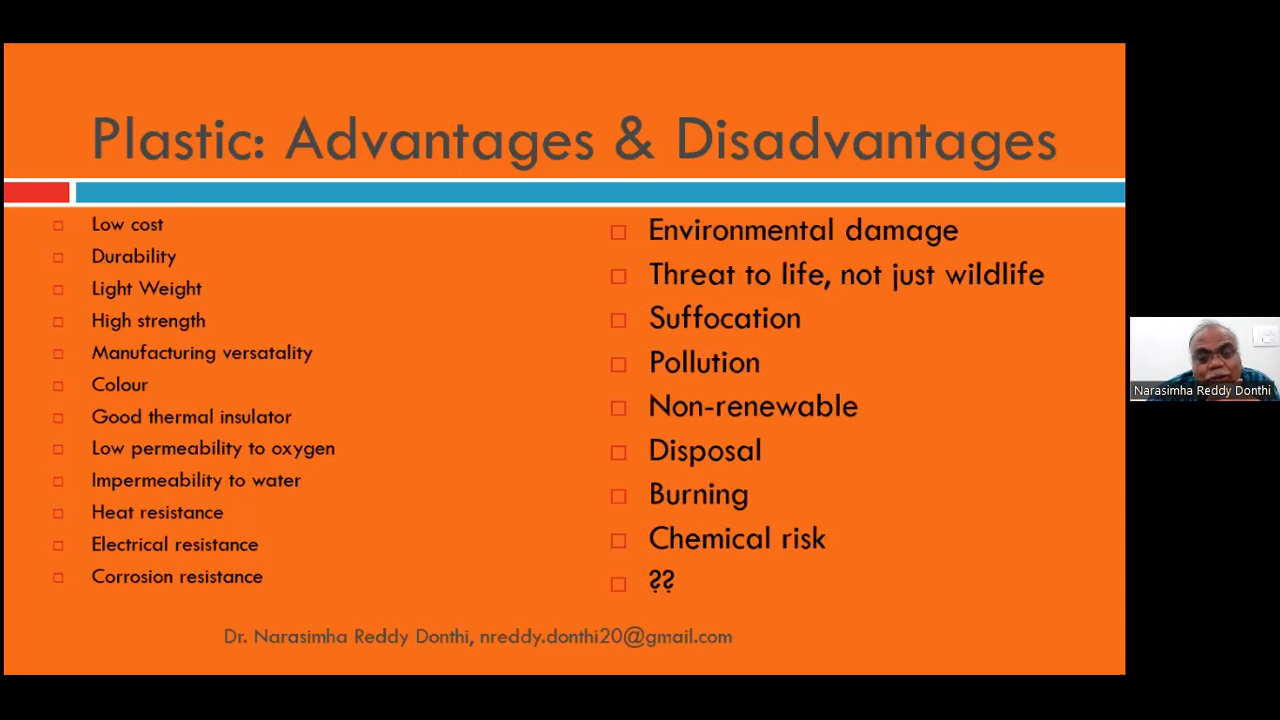 Plastic: Advantages & Disadvantages
Low cost
Durability
Light Weight
High strength
Manufacturing versatality
Colour
Good thermal insulator
Low permeability to oxygen
Impermeability to water
Heat resistance
Electrical resistance
Corrosion resistance
Environmental damage
Threat to life, not just wildlife
Suffocation
Pollution
Non-renewable
Disposal
Burning
Chemical risk
??
Dr. Narasimha Reddy Donthi, nreddy.donthi20@gmail.com
Narasimha Reddy Donthi